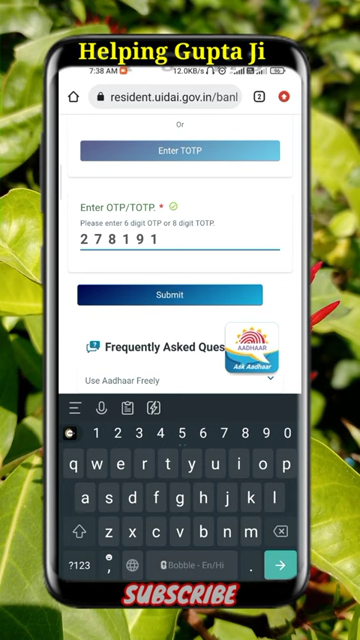 Helping Gupta Ji
7:38 AM 12.0KB/s
resident.uidai.gov.in/banl 2
Or
Enter TOTP
Enter OTP/TOTP. *
Please enter 6 digit OTP or 8 digit TOTP.
278191
Submit
Frequently Asked Ques
AADHAAR
Ask Aadhaar
Use Aadhaar Freely
1 2 3 4 5 6 7 8 9 0
q w e r t y u i o p
a s d f g h j k l
z x c v b n m
?123 , Bobble - En/Hi .
SUBSCRIBE